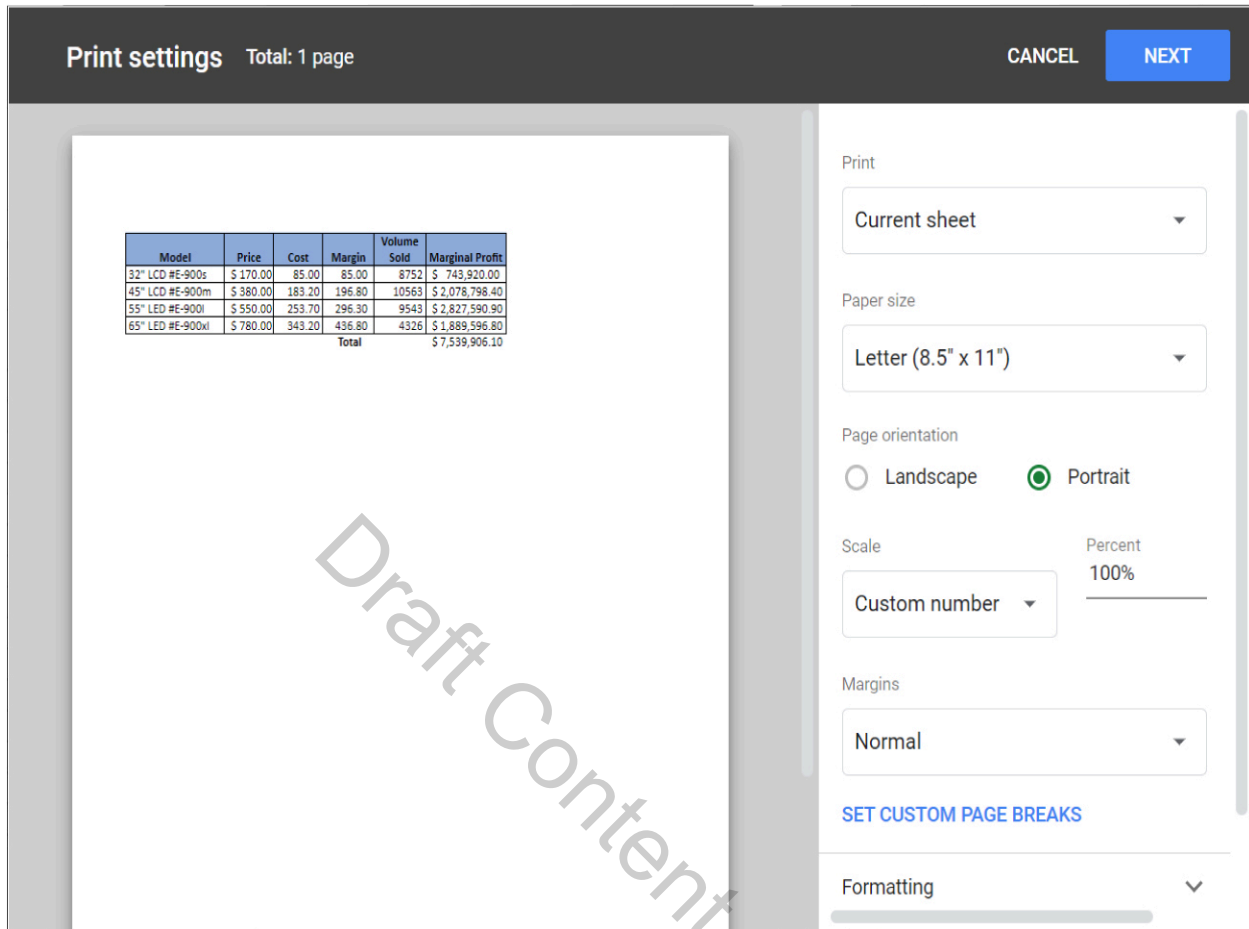 Print settings Total: 1 page CANCEL NEXT
Volume
Model Price Cost Margin Sold Marginal Profit
32" LCD #E-900s $ 170.00 85.00 85.00 8752 $ 743,920.00
45" LCD #E-900m $ 380.00 183.20 196.80 10563 $ 2,078,798.40
55" LED #E-900l $ 550.00 253.70 296.30 9543 $ 2,827,590.90
65" LED #E-900xl $ 780.00 343.20 436.80 4326 $ 1,889,596.80
Total $ 7,539,906.10
Draft Content
Print
Current sheet
Paper size
Letter (8.5" x 11")
Page orientation
Landscape Portrait
Scale Percent
100%
Custom number
Margins
Normal
SET CUSTOM PAGE BREAKS
Formatting